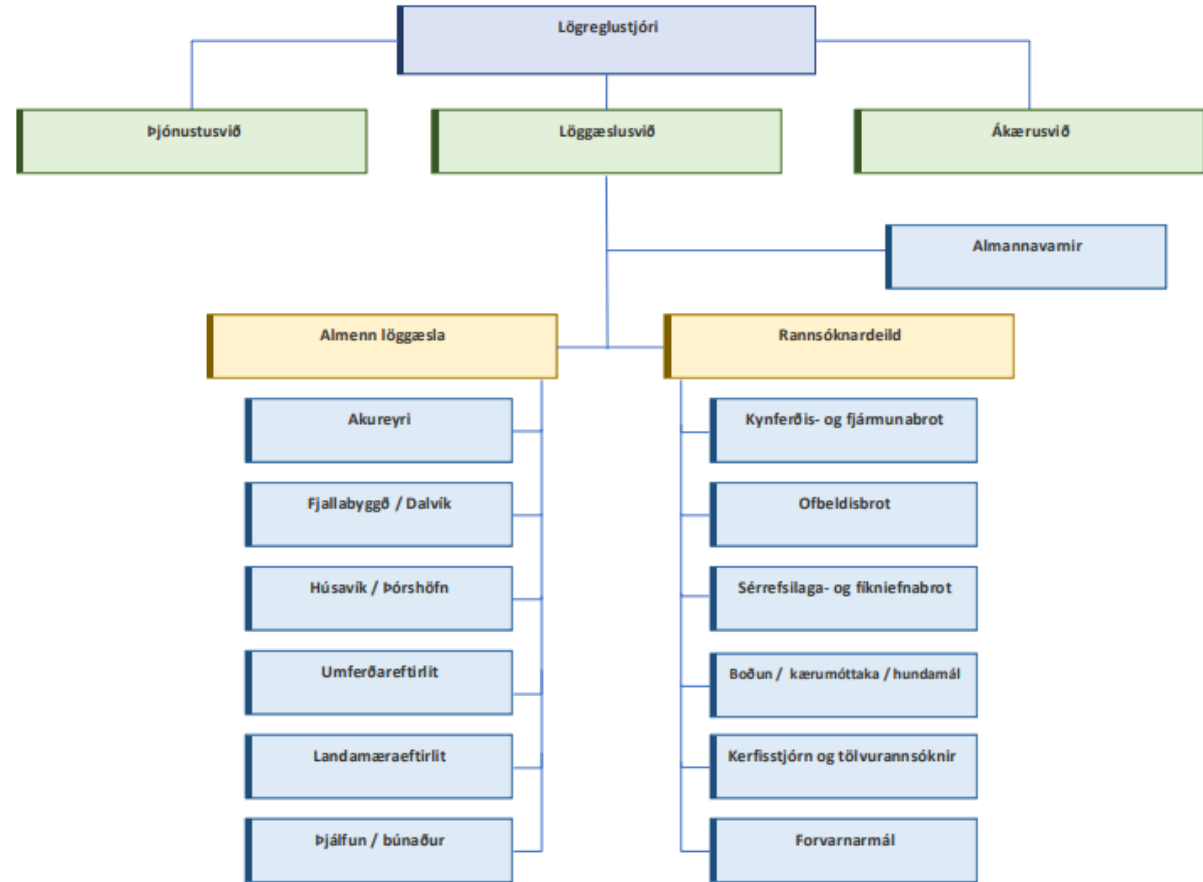 Lögreglustjóri
Þjónustusvið
Löggæslusvið
Ákærusvið
Almannavarnir
Almenn löggæsla
Rannsóknardeild
Akureyri
Fjallabyggð / Dalvík
Húsavík / Þórshöfn
Umferðareftirlit
Landamæraeftirlit
Þjálfun / búnaður
Kynferðis- og fjármunabrot
Ofbeldisbrot
Sérrefsilaga- og fíkniefnabrot
Boðun / kærumóttaka / hundamál
Kerfisstjórn og tölvurannsóknir
Forvarnarmál